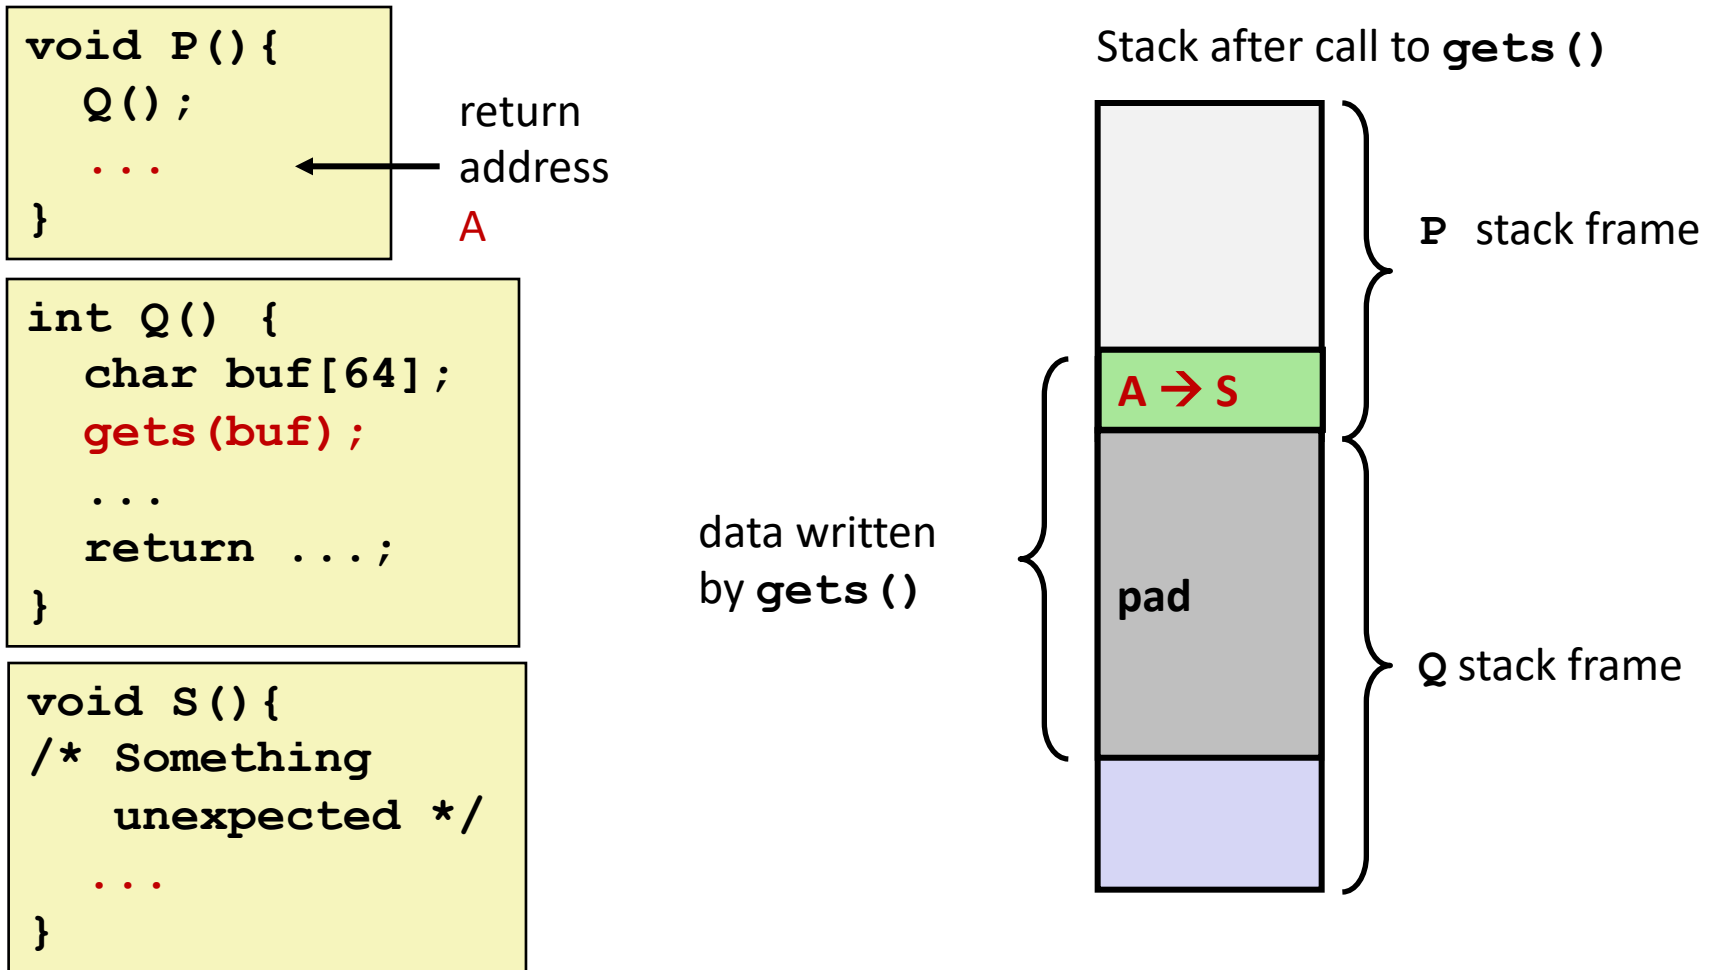 void P(){
Q();
...
}
return
address
A
int Q() {
char buf[64];
gets(buf);
...
return ...;
}
void S(){
/* Something
unexpected */
...
}
Stack after call to gets()
A → S
pad
data written
by gets()
P stack frame
Q stack frame